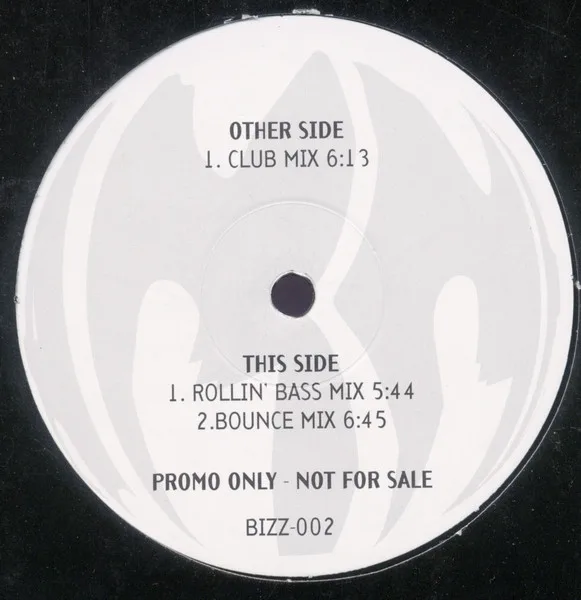 OTHER SIDE
1. CLUB MIX 6:13
THIS SIDE
1. ROLLIN' BASS MIX 5:44
2.BOUNCE MIX 6:45
PROMO ONLY - NOT FOR SALE
BIZZ-002